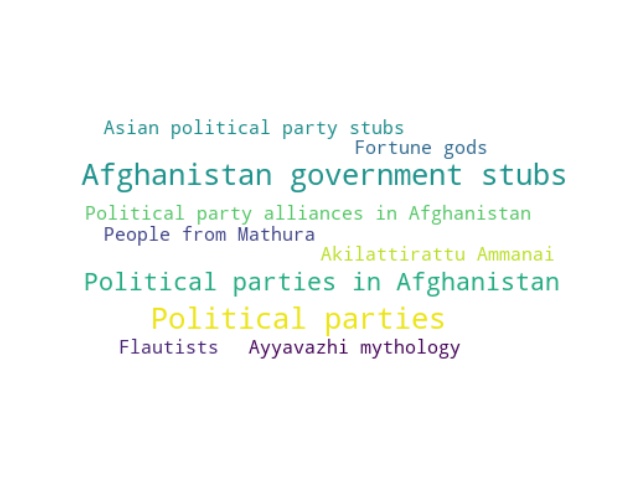 Asian political party stubs
Fortune gods
Afghanistan government stubs
Political party alliances in Afghanistan
People from Mathura
Akilattirattu Ammanai
Political parties in Afghanistan
Political parties
Flautists Ayyavazhi mythology